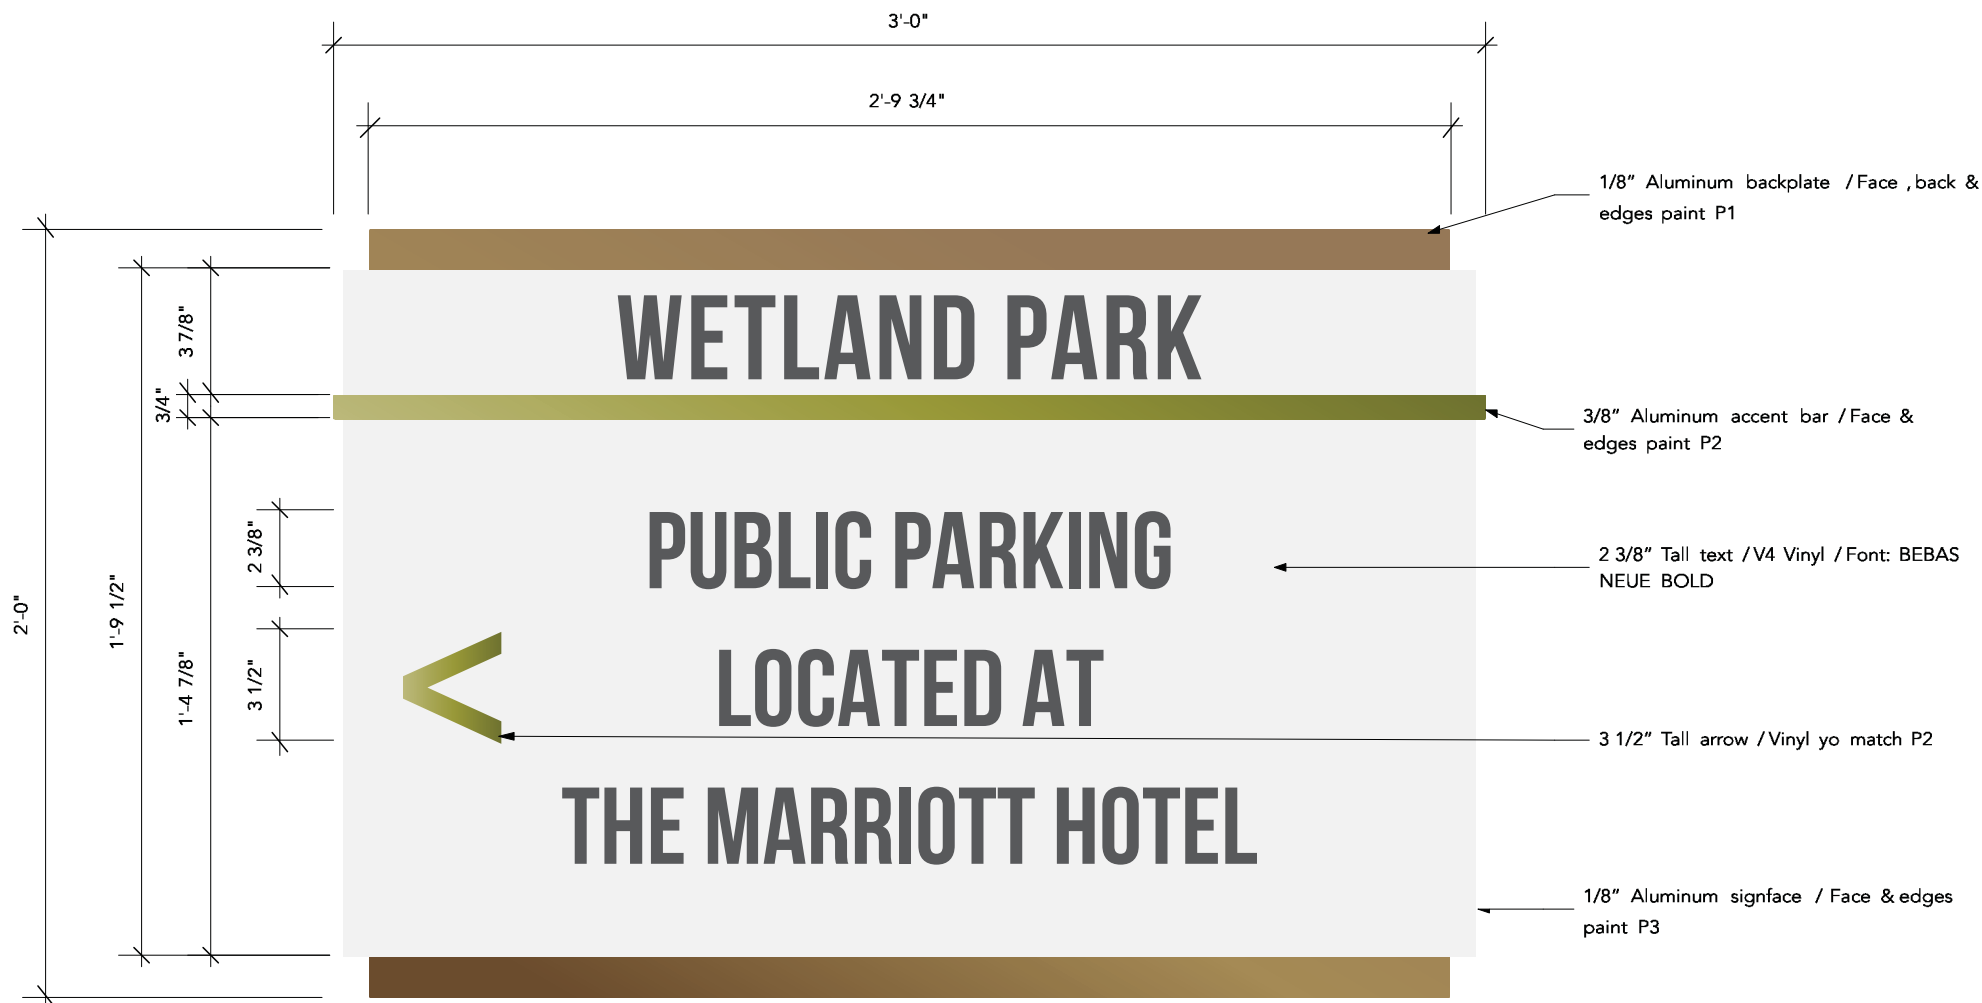 3'-0"
2'-9 3/4"
1/8" Aluminum backplate / Face , back &
edges paint P1
WETLAND PARK
3 7/8"
3/4"
3/8" Aluminum accent bar / Face &
edges paint P2
PUBLIC PARKING
2 3/8"
2 3/8" Tall text / V4 Vinyl / Font: BEBAS
NEUE BOLD
2'-0"
1'-9 1/2"
1'-4 7/8"
3 1/2"
<
LOCATED AT
3 1/2" Tall arrow / Vinyl yo match P2
THE MARRIOTT HOTEL
1/8" Aluminum signface / Face & edges
paint P3